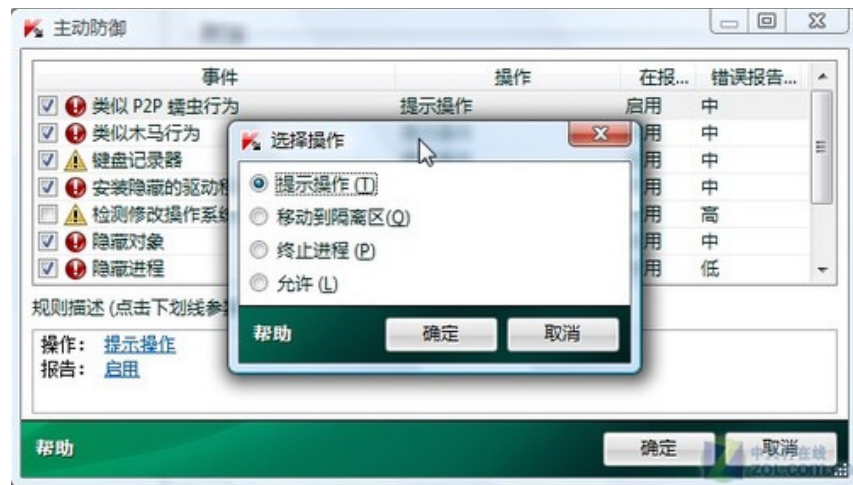 主动防御
事件 操作 在报... 错误报告...
类似 P2P 蠕虫行为 提示操作 启用 中
类似木马行为 用 中
键盘记录器 用 中
安装隐藏的驱动程 用 中
检测修改操作系统 用 高
隐藏对象 用 中
隐藏进程 用 低
选择操作
提示操作 (T)
移动到隔离区(Q)
终止进程 (P)
允许 (L)
帮助 确定 取消
规则描述 (点击下划线参
操作： 提示操作
报告： 启用
帮助 确定 取消
zol.com.cn